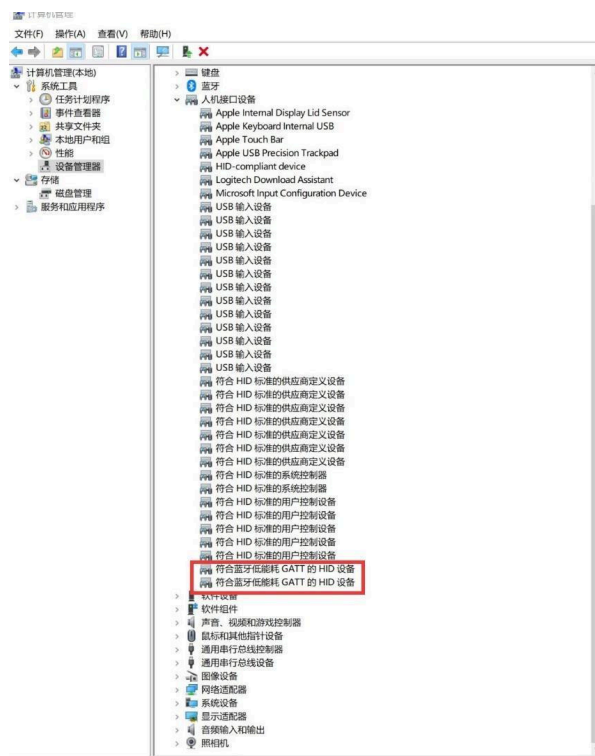 计算机管理
文件(F) 操作(A) 查看(V) 帮助(H)
计算机管理(本地)
系统工具
任务计划程序
事件查看器
共享文件夹
本地用户和组
性能
设备管理器
存储
磁盘管理
服务和应用程序
键盘
蓝牙
人机接口设备
Apple Internal Display Lid Sensor
Apple Keyboard Internal USB
Apple Touch Bar
Apple USB Precision Trackpad
HID-compliant device
Logitech Download Assistant
Microsoft Input Configuration Device
USB 输入设备
USB 输入设备
USB 输入设备
USB 输入设备
USB 输入设备
USB 输入设备
USB 输入设备
USB 输入设备
USB 输入设备
USB 输入设备
USB 输入设备
USB 输入设备
USB 输入设备
符合 HID 标准的供应商定义设备
符合 HID 标准的供应商定义设备
符合 HID 标准的供应商定义设备
符合 HID 标准的供应商定义设备
符合 HID 标准的供应商定义设备
符合 HID 标准的供应商定义设备
符合 HID 标准的供应商定义设备
符合 HID 标准的系统控制器
符合 HID 标准的系统控制器
符合 HID 标准的用户控制设备
符合 HID 标准的用户控制设备
符合 HID 标准的用户控制设备
符合 HID 标准的用户控制设备
符合 HID 标准的用户控制设备
符合蓝牙低能耗 GATT 的 HID 设备
符合蓝牙低能耗 GATT 的 HID 设备
软件设备
软件组件
声音、视频和游戏控制器
鼠标和其他指针设备
通用串行总线控制器
通用串行总线设备
图像设备
网络适配器
系统设备
显示适配器
音频输入和输出
照相机